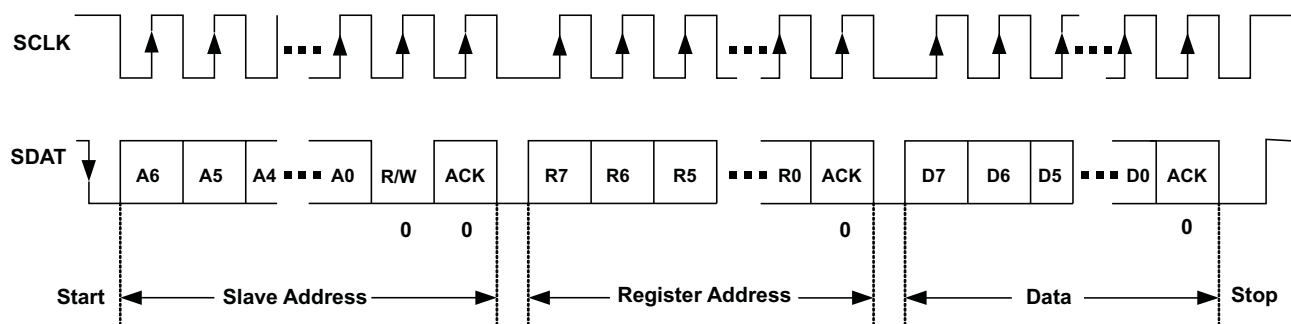 SCLK
SDAT
A6 A5 A4 A0 R/W ACK R7 R6 R5 R0 ACK D7 D6 D5 D0 ACK
0 0 0 0
Start Slave Address Register Address Data Stop